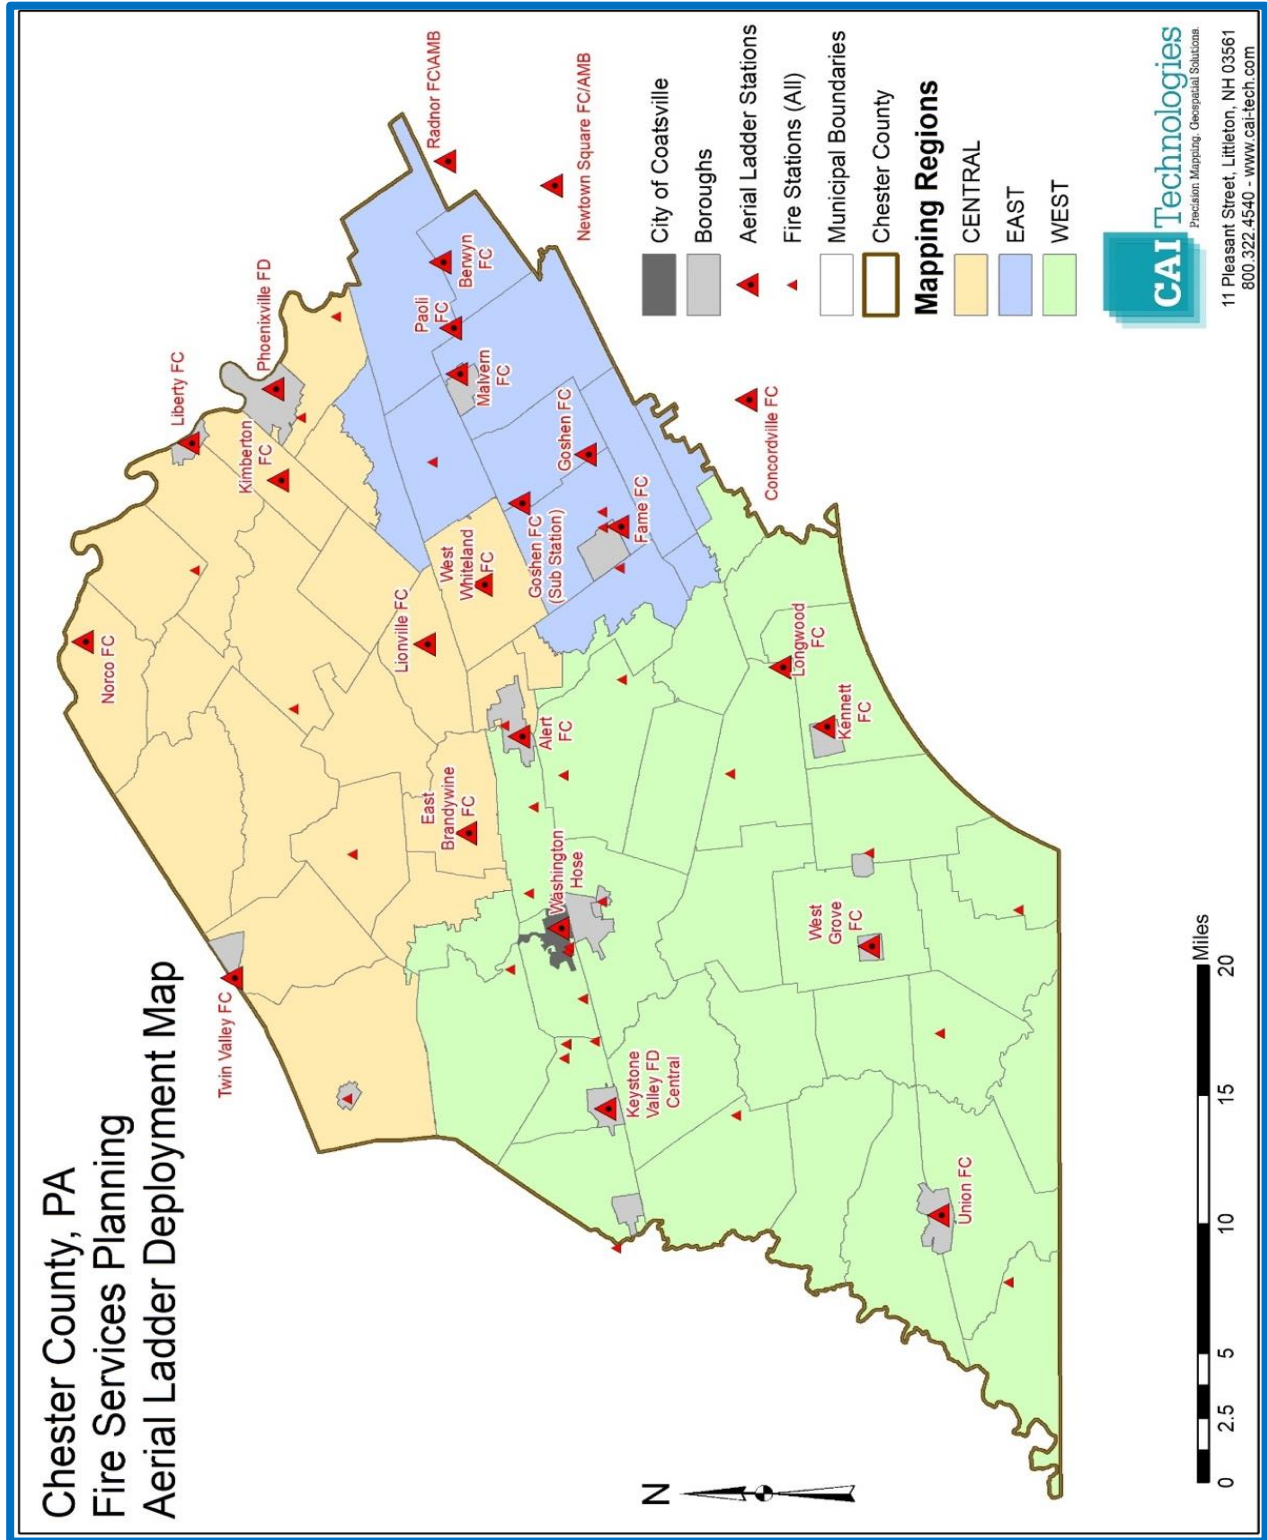 Chester County, PA
Fire Services Planning
Aerial Ladder Deployment Map
Twin Valley FC
Norco FC
Liberty FC
Phoenixville FD
Kimberton
FC
Radnor FC\AMB
Newtown Square FC/AMB
Berwyn
FC
Paoli
FC
Malvern
FC
Lionville FC
West
Whiteland
FC
Goshen FC
(Sub Station)
Goshen FC
Fame FC
East
Brandywine
FC
Alert
FC
Washington
Hose
Keystone
Valley FD
Central
Concordville FC
Longwood
FC
Kennett
FC
West
Grove
FC
Union FC
City of Coatsville
Boroughs
Aerial Ladder Stations
Fire Stations (All)
Municipal Boundaries
Chester County
Mapping Regions
CENTRAL
EAST
WEST
N
0 2.5 5 10 15 20
Miles
CAI Technologies
Precision Mapping. Geospatial Solutions.
11 Pleasant Street, Littleton, NH 03561
800.322.4540 - www.cai-tech.com